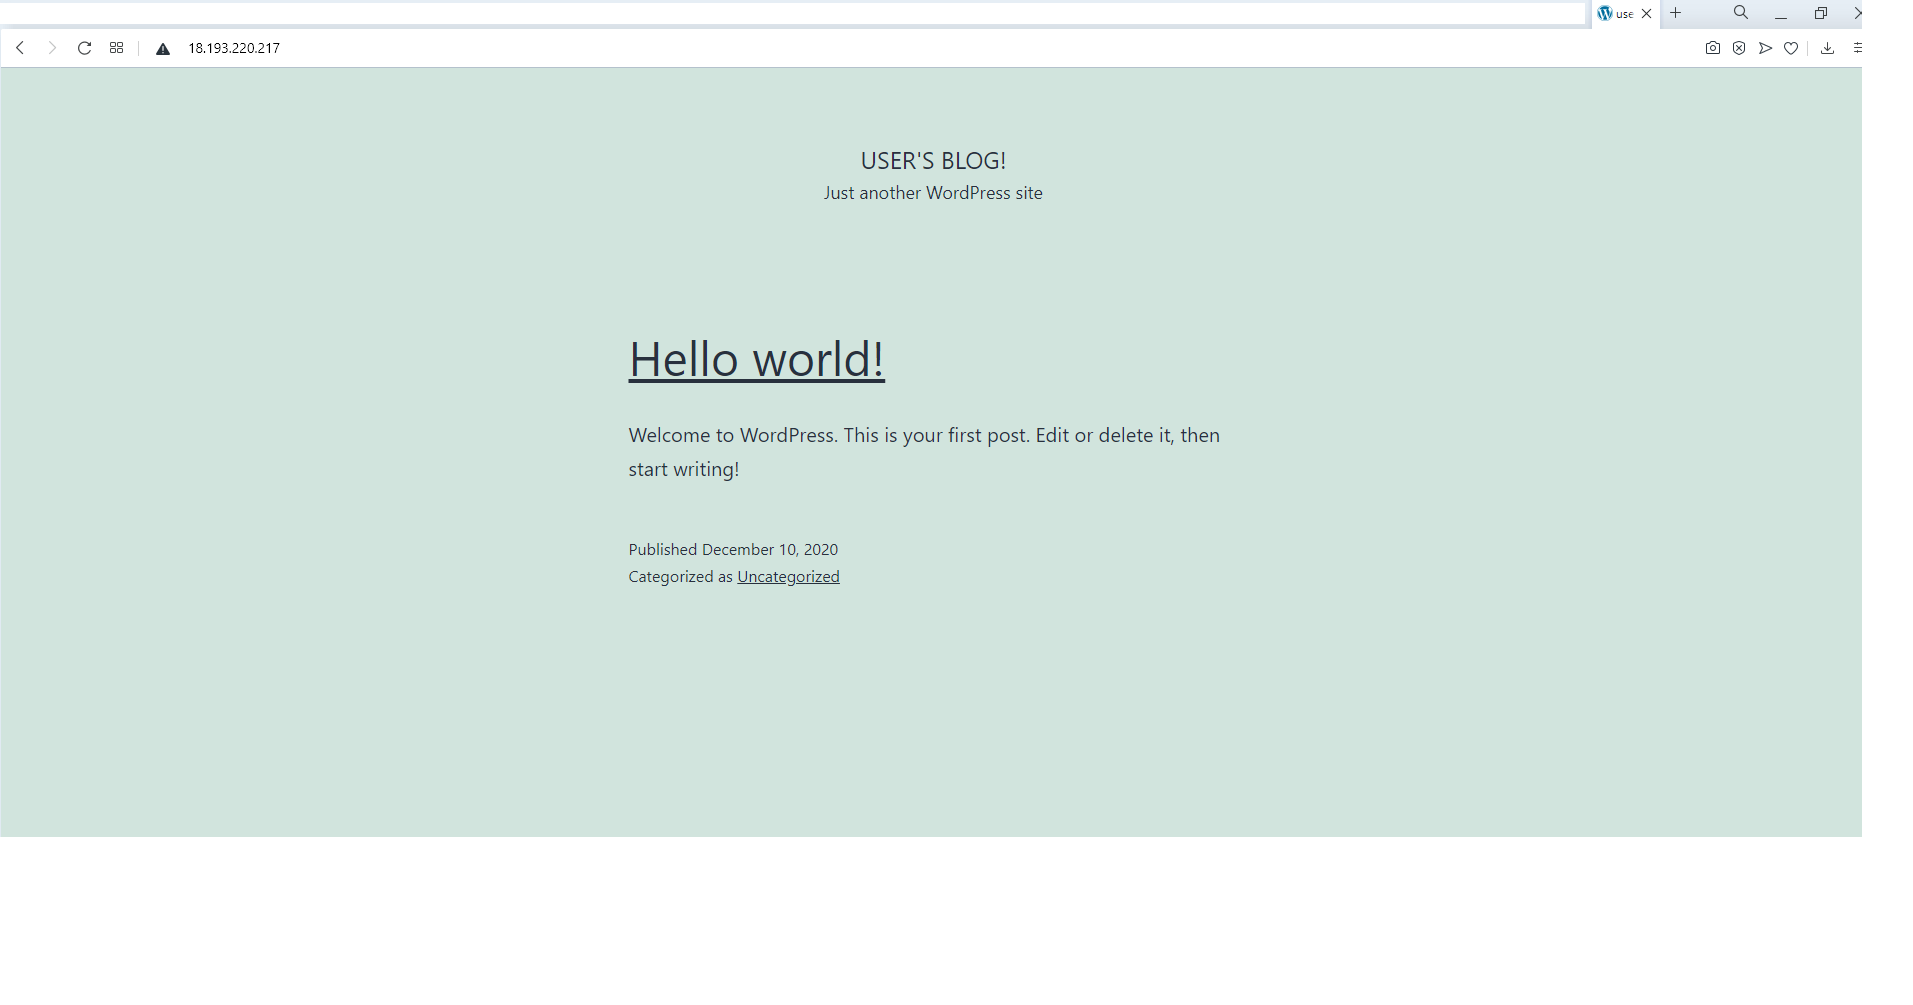 use
18.193.220.217
USER'S BLOG!
Just another WordPress site
Hello world!
Welcome to WordPress. This is your first post. Edit or delete it, then
start writing!
Published December 10, 2020
Categorized as Uncategorized